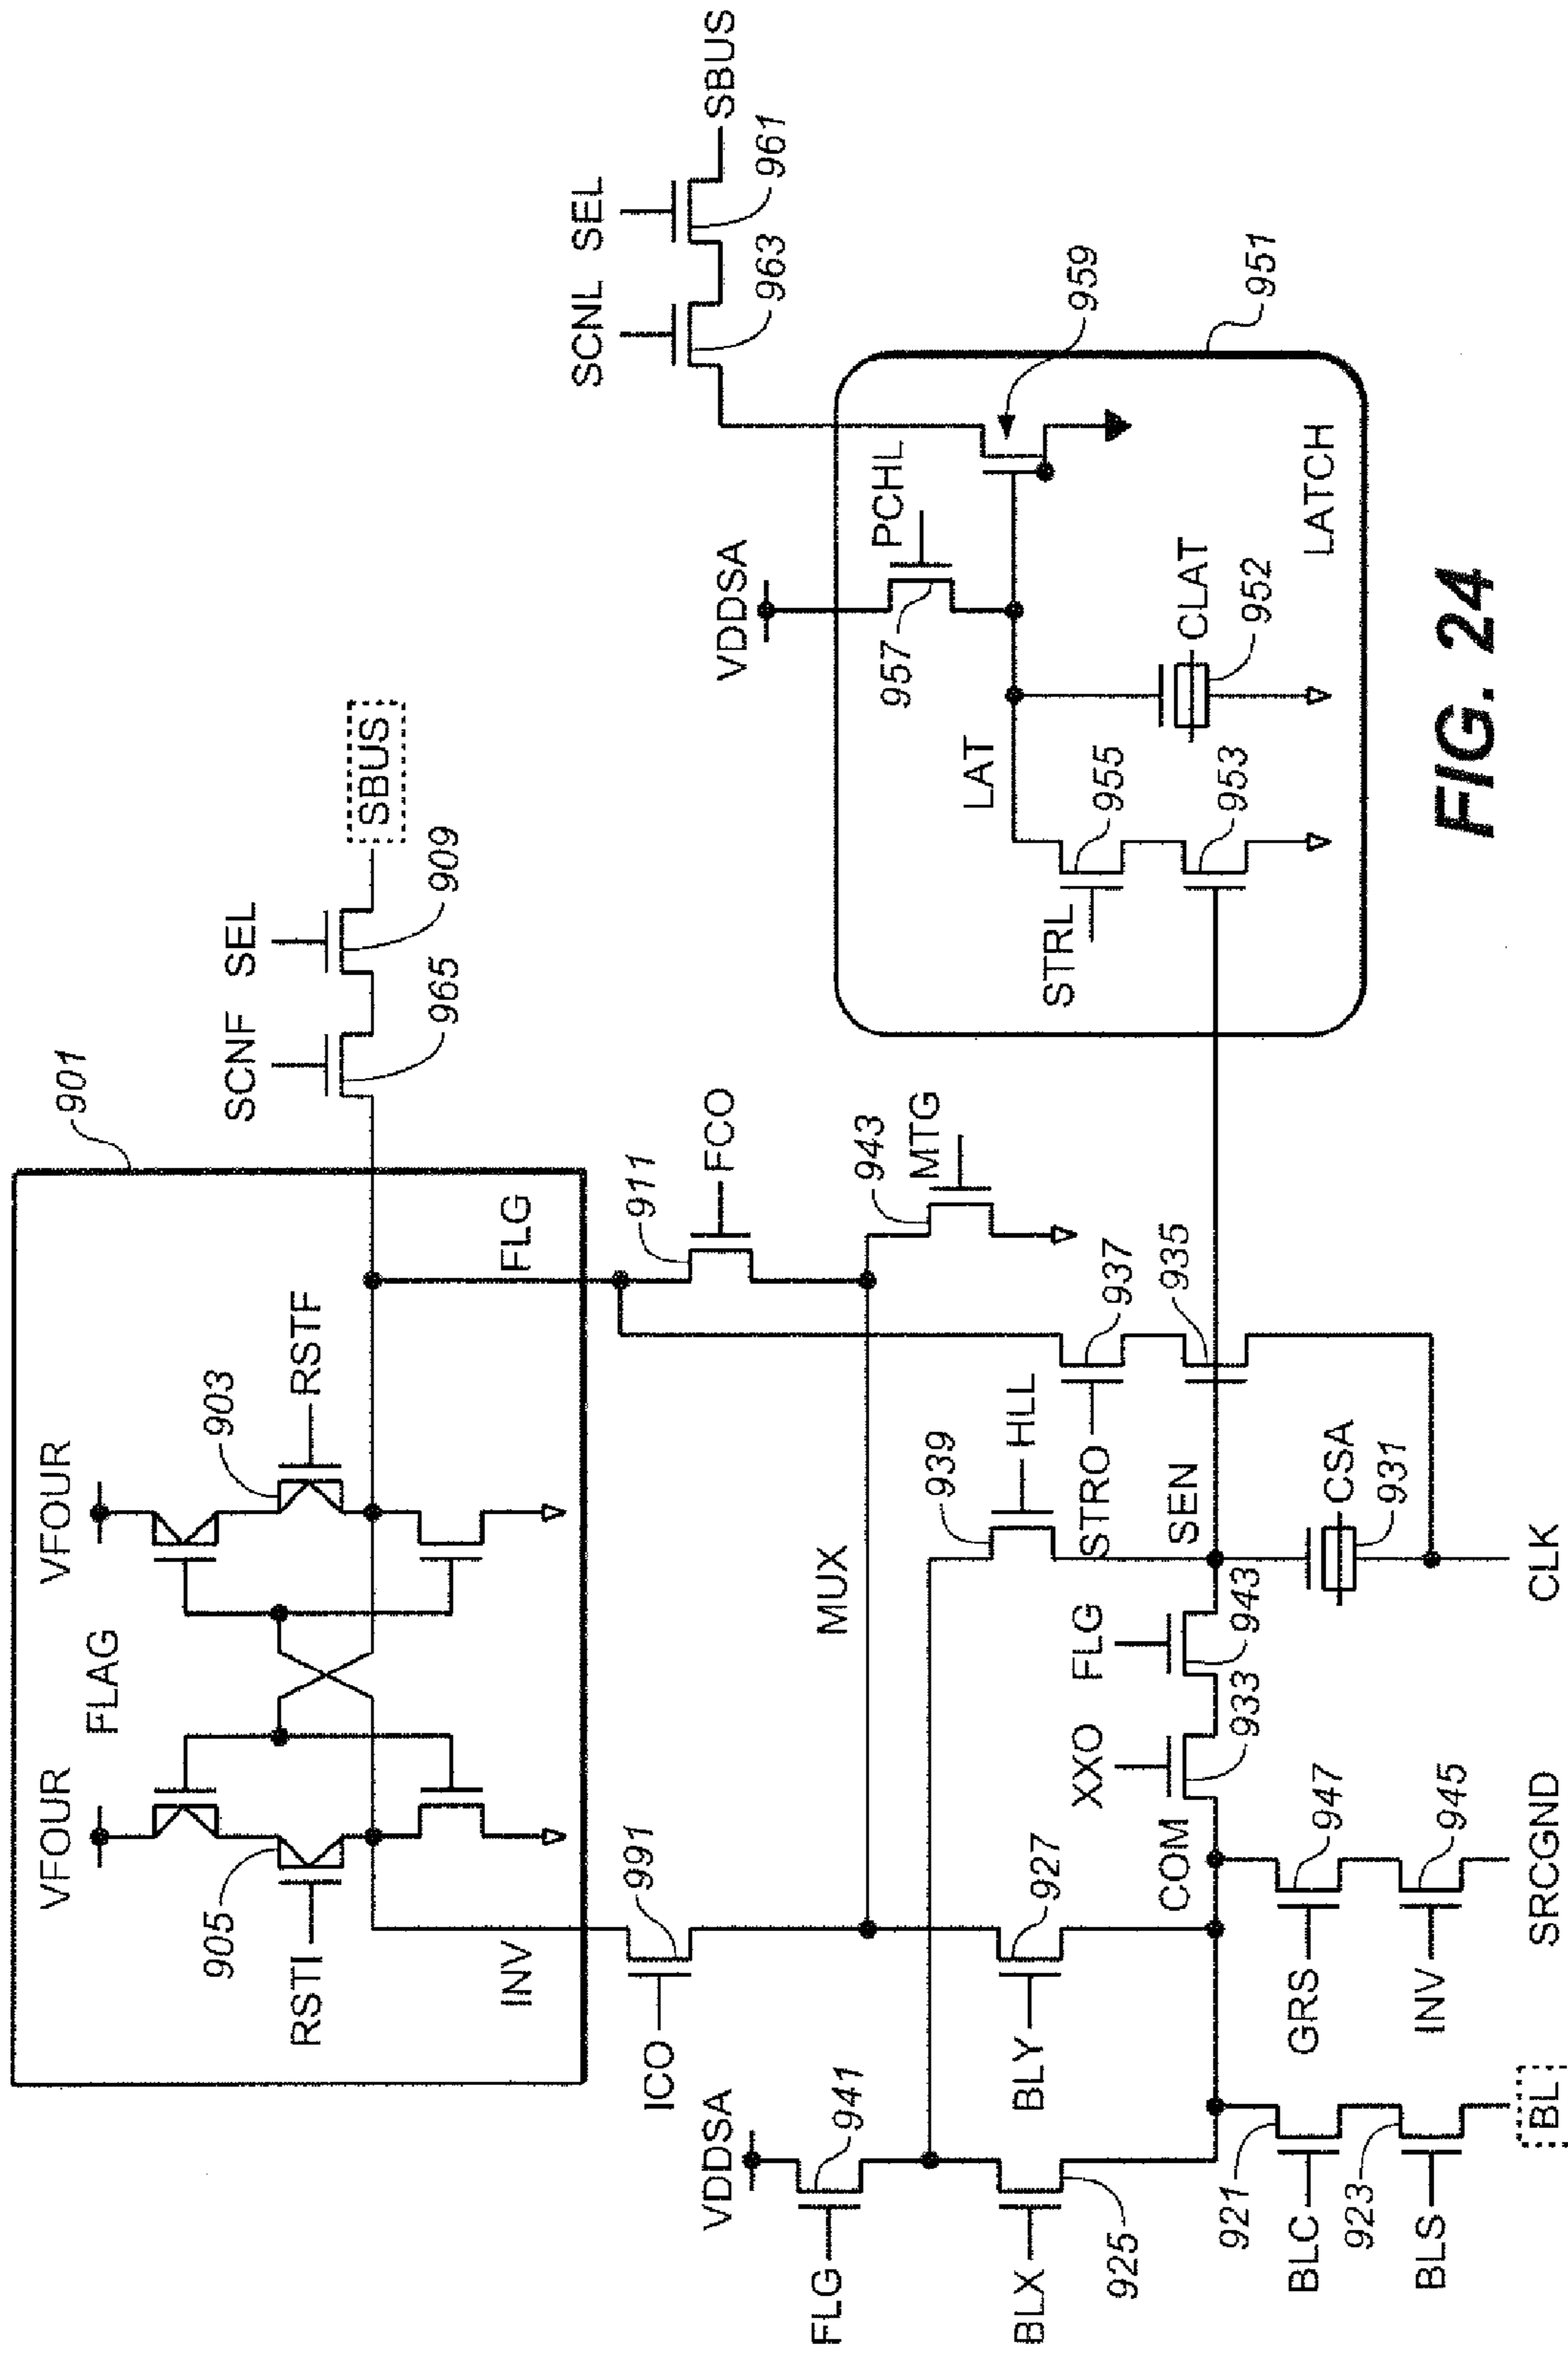 901
VFOUR
VFOUR
FLAG
903
RSTF
905
RSTI
INV
FLG
SCNF
SEL
965
909
SBUS
ICO
991
911
FCO
MUX
943
MTG
VDDSA
FLG
941
BLX
925
BLY
927
939
HLL
STRO
937
935
SEN
COM
XXO
933
FLG
943
CSA
931
CLK
921
BLC
923
BLS
BL
GRS
947
INV
945
SRCGND
SCNL
SEL
963
961
SBUS
VDDSA
PCHL
957
959
LAT
STRL
955
953
CLAT
952
LATCH
951
FIG. 24